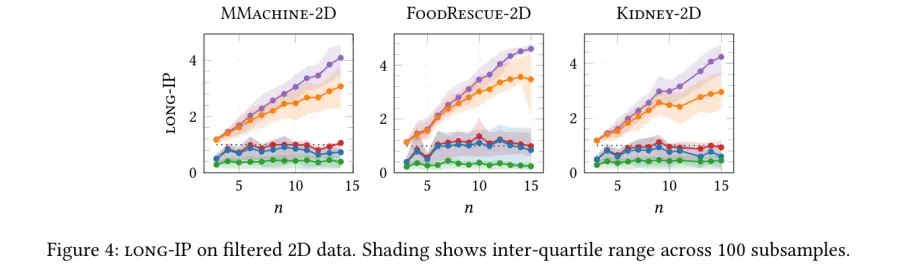 MMachine-2D FoodRescue-2D Kidney-2D
long-IP
4 4 4
2 2 2
0 0 0
5 10 15 5 10 15 5 10 15
n n n
Figure 4: long-IP on filtered 2D data. Shading shows inter-quartile range across 100 subsamples.